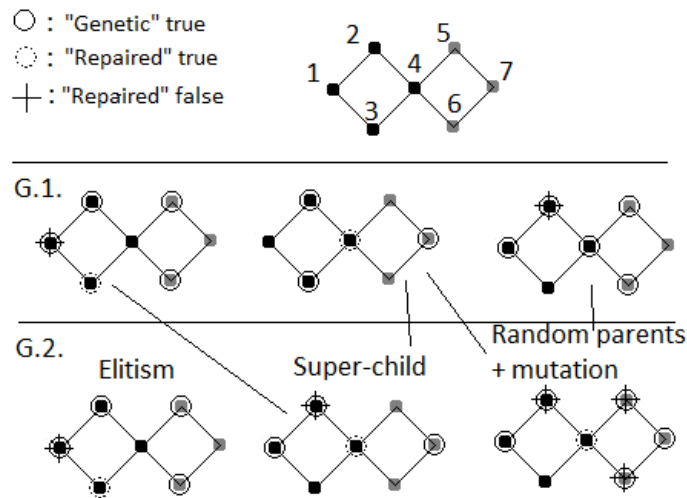 : "Genetic" true
: "Repaired" true
: "Repaired" false
1 2 3 4 5 6 7
G.1.
G.2.
Elitism
Super-child
Random parents
+ mutation